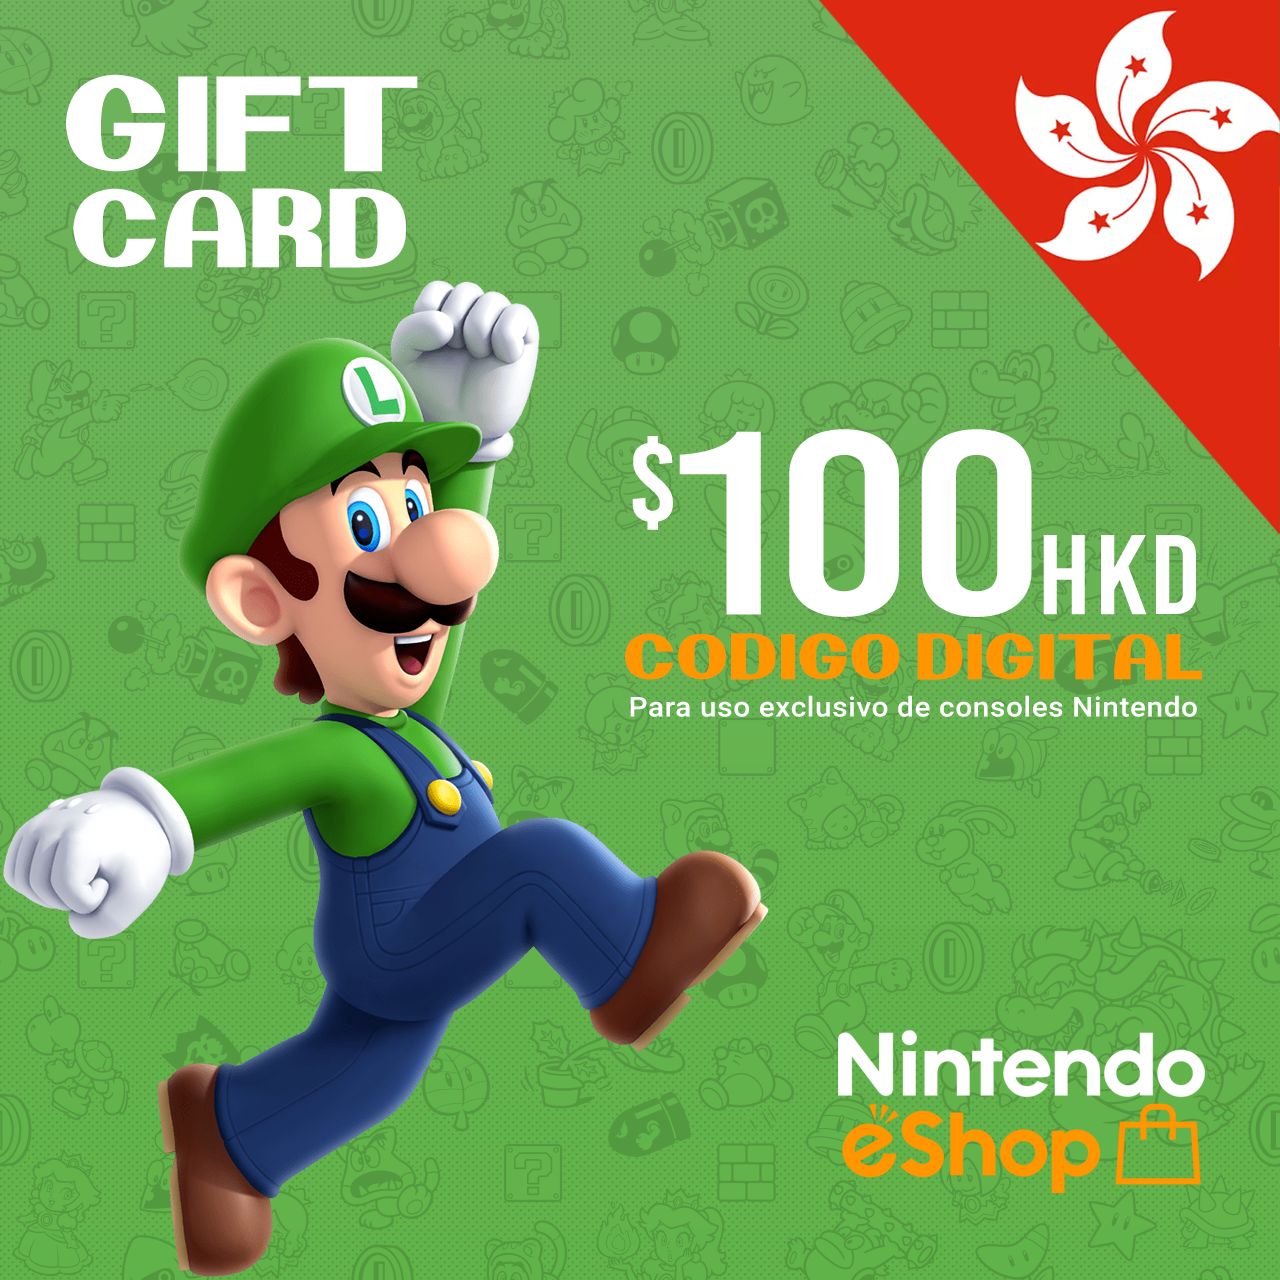 GIFT
CARD
L
$100HKD
CODIGO DIGITAL
Para uso exclusivo de consoles Nintendo
Nintendo
eShop